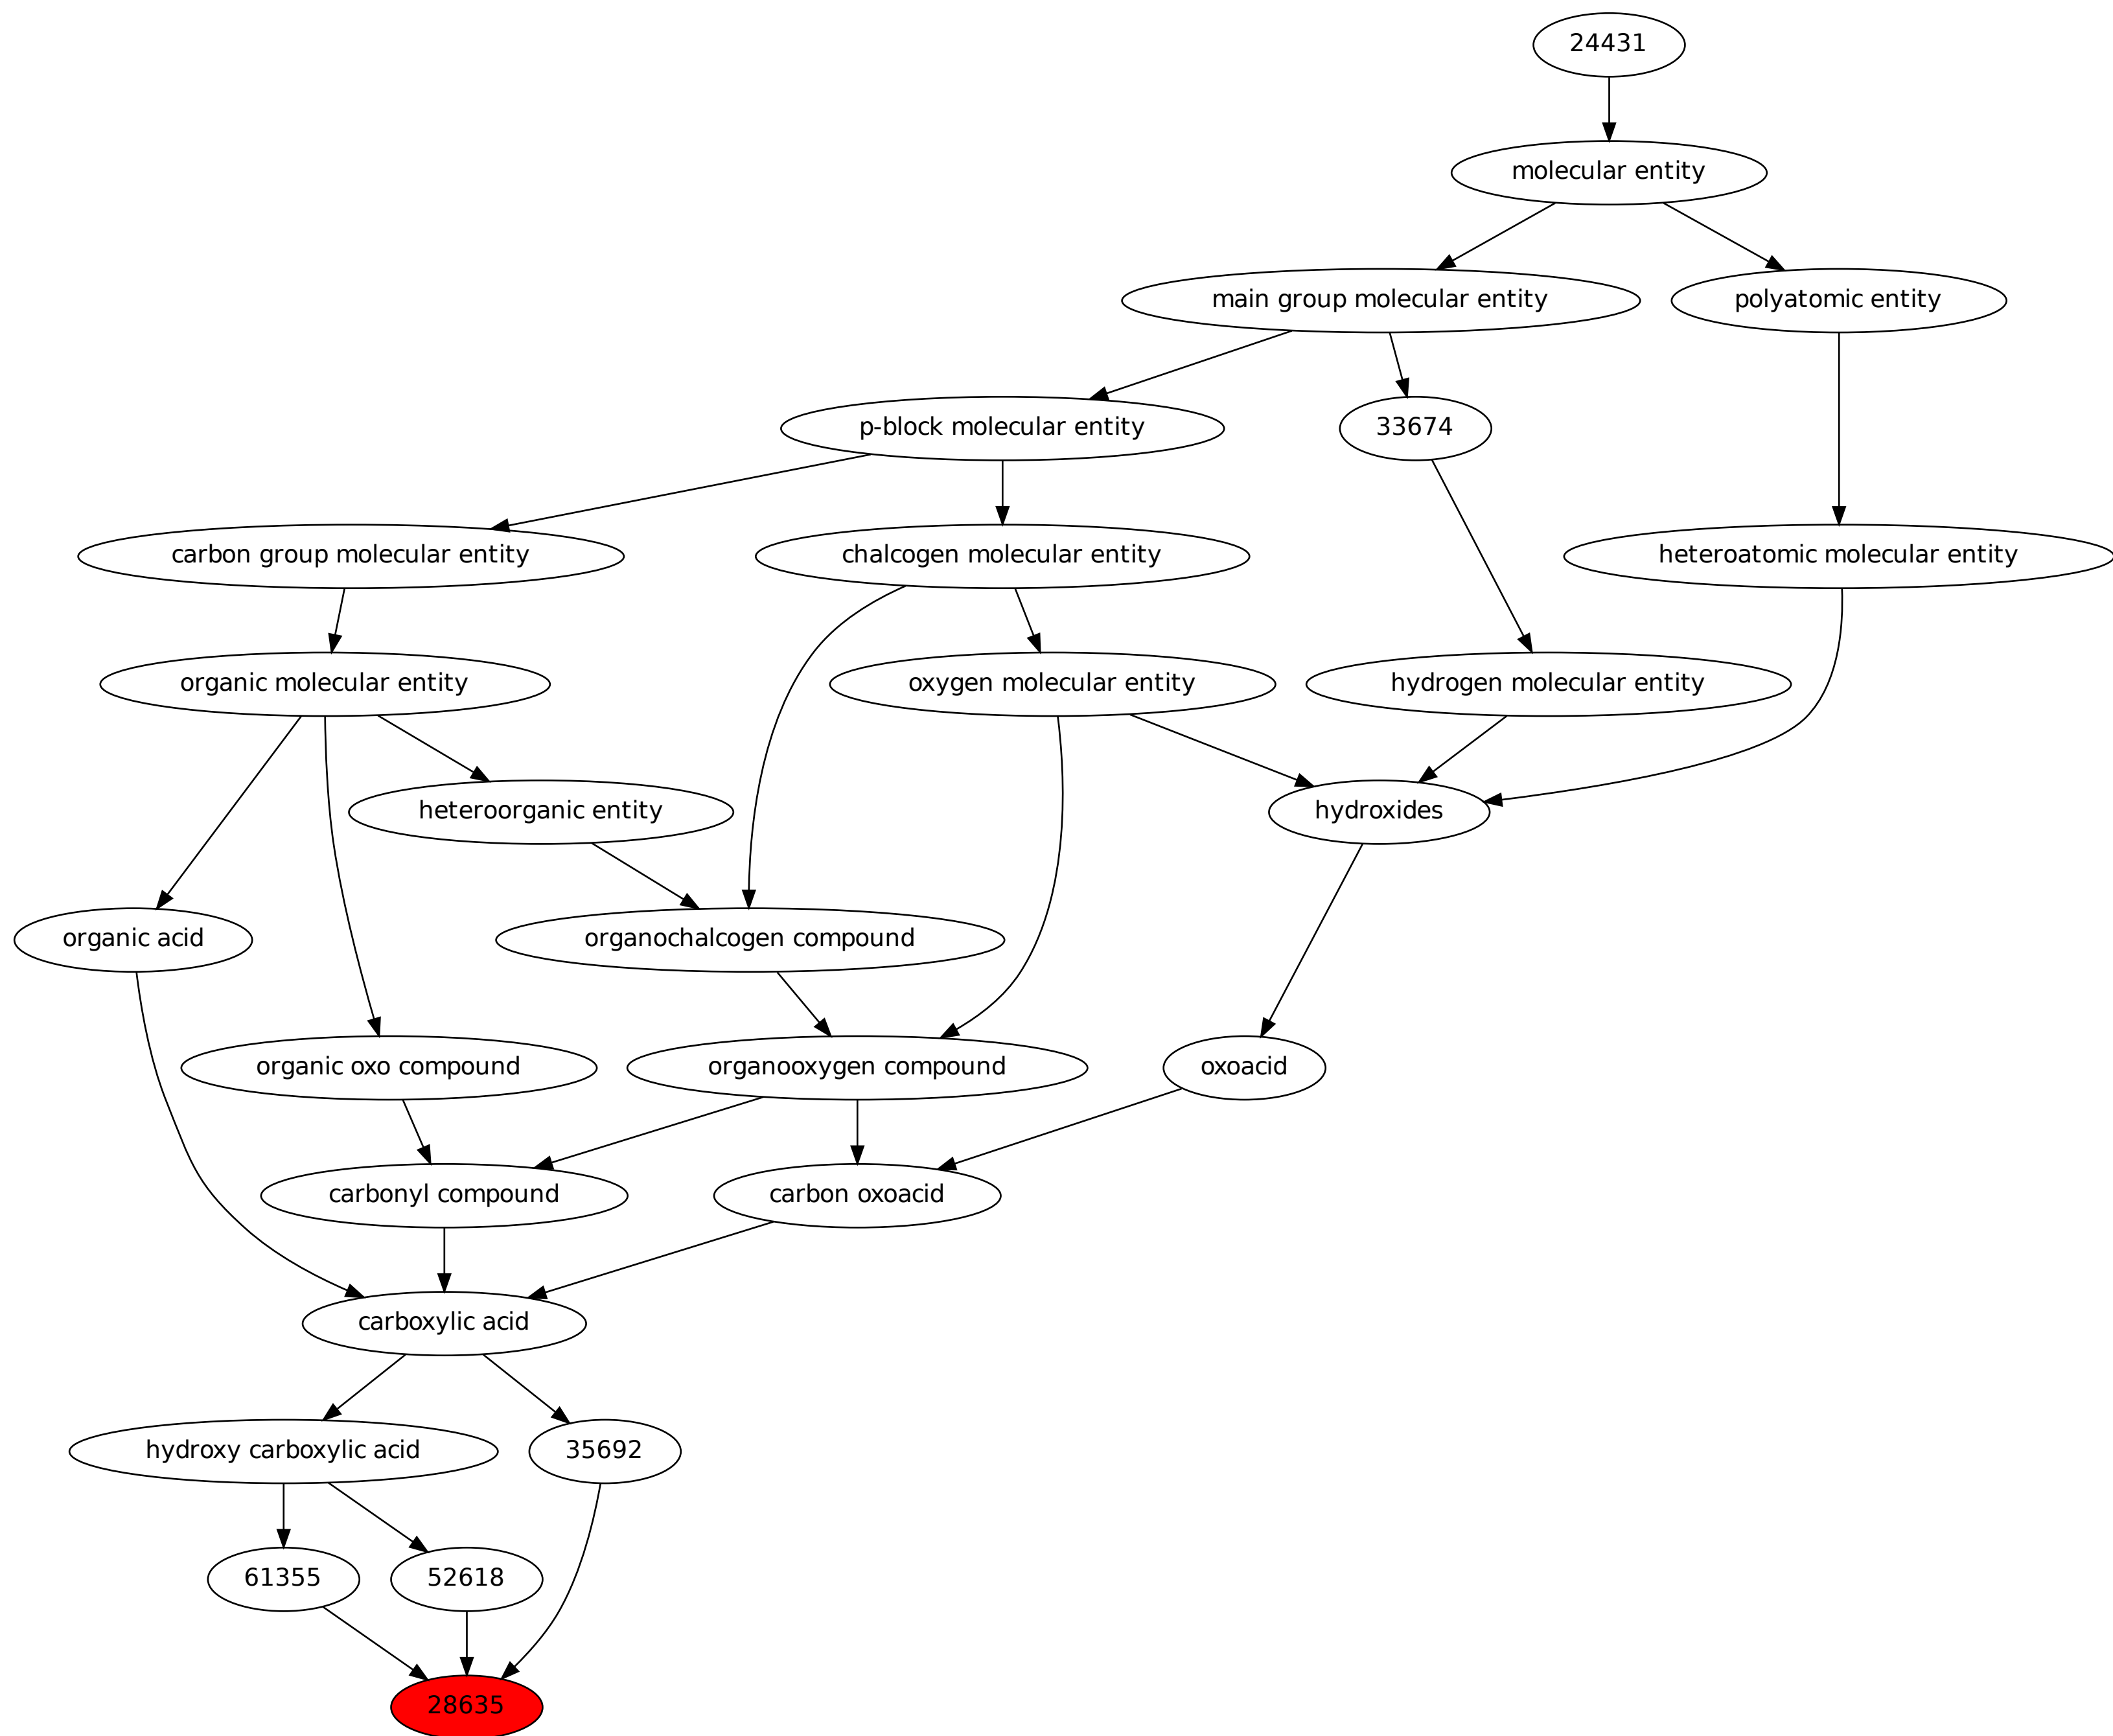 24431
molecular entity
main group molecular entity
polyatomic entity
p-block molecular entity
33674
carbon group molecular entity
chalcogen molecular entity
heteroatomic molecular entity
organic molecular entity
oxygen molecular entity
hydrogen molecular entity
heteroorganic entity
hydroxides
organic acid
organochalcogen compound
organic oxo compound
organooxygen compound
oxoacid
carbonyl compound
carbon oxoacid
carboxylic acid
hydroxy carboxylic acid
35692
61355
52618
28635